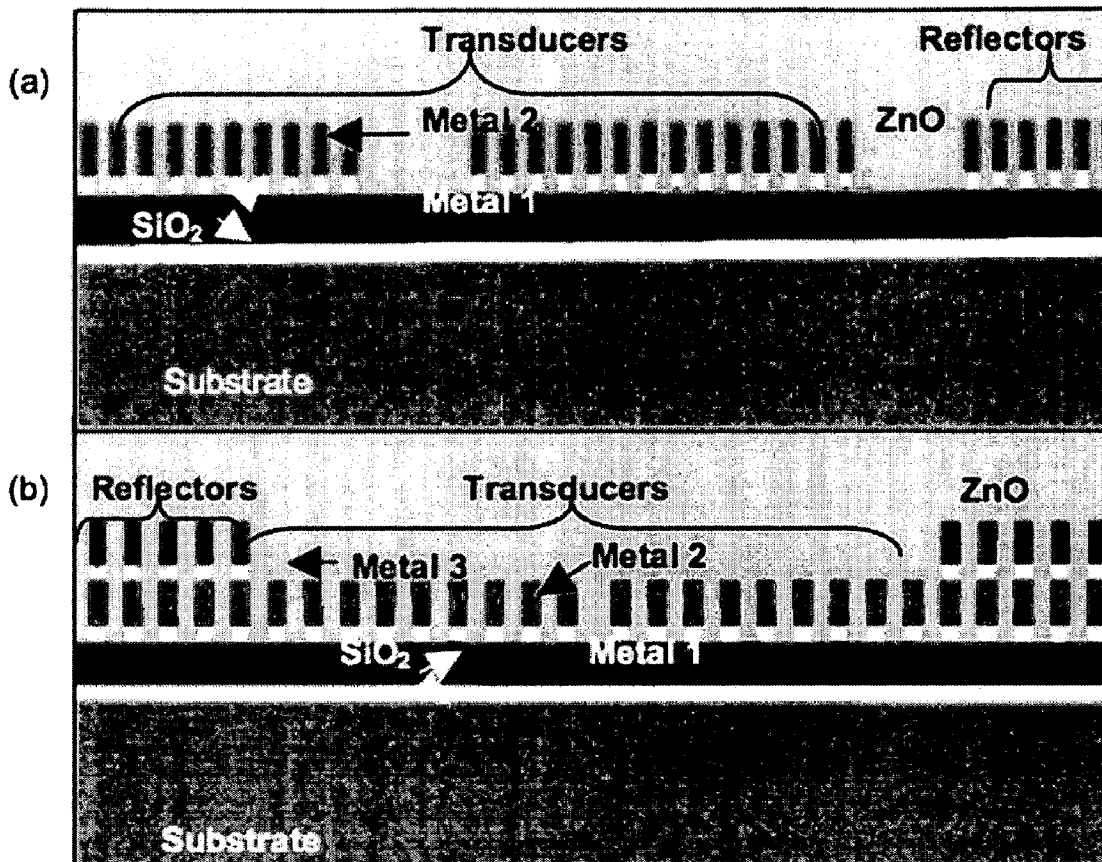 (a)
Transducers Reflectors
Metal 2 ZnO
Metal 1
SiO₂
Substrate
(b)
Reflectors Transducers ZnO
Metal 3 Metal 2
SiO₂ Metal 1
Substrate